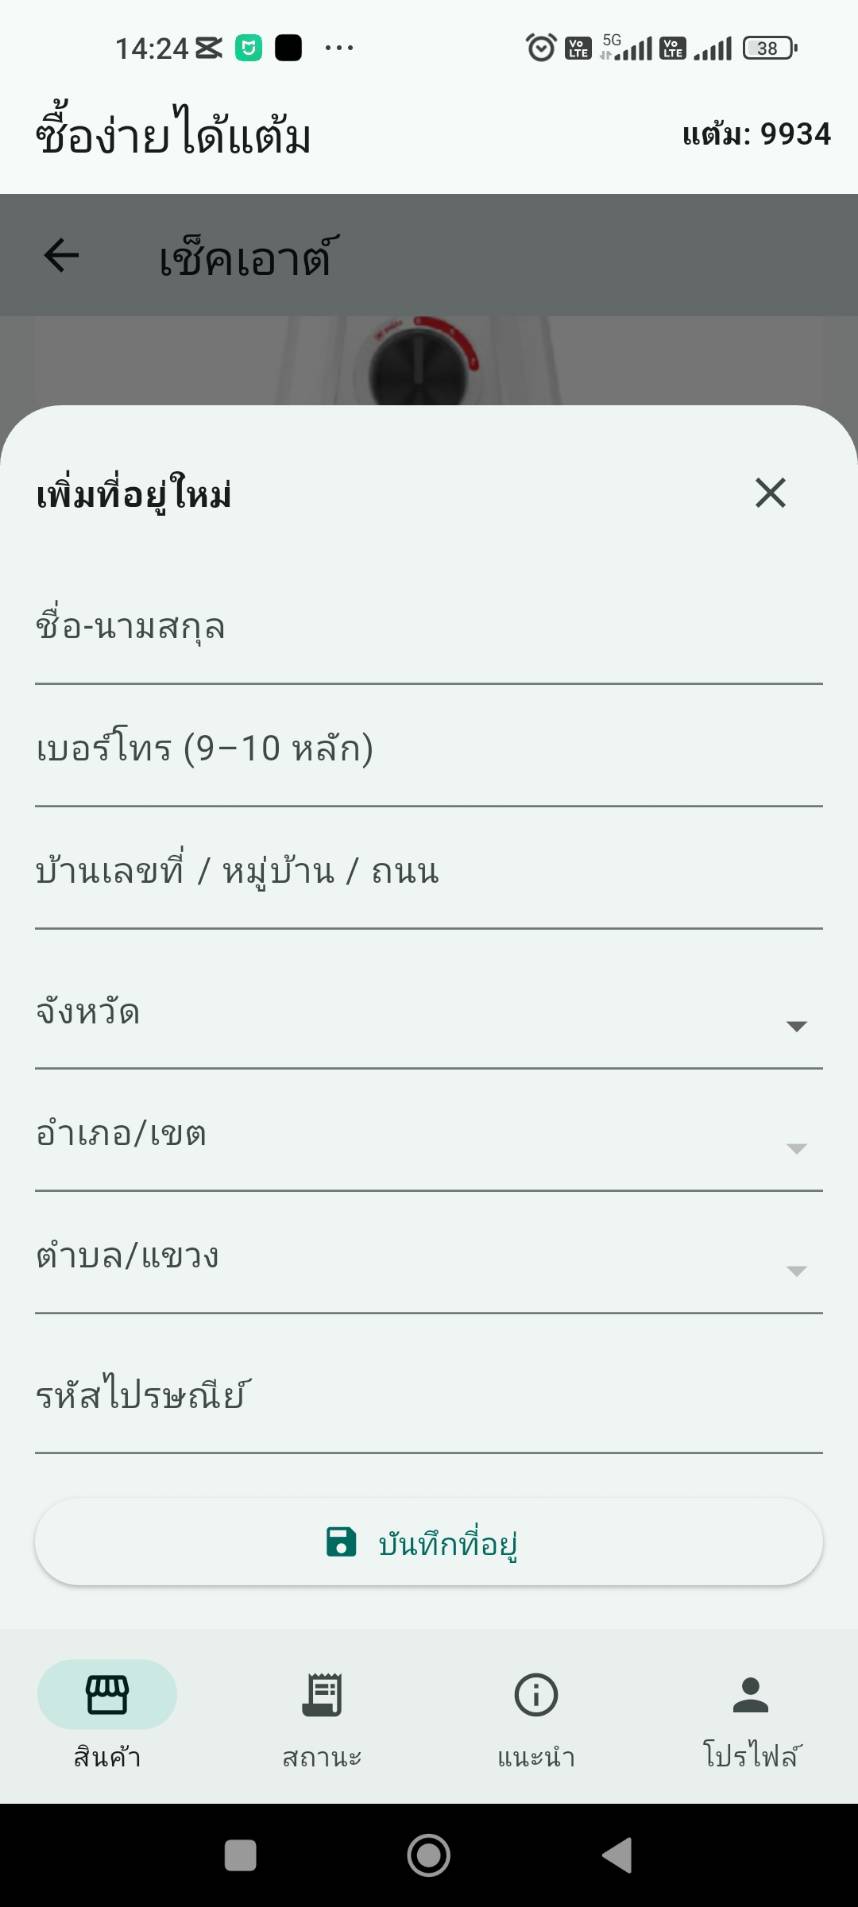 14:24 ... VoLTE 5G VoLTE 38
ซื้อง่ายได้แต้ม แต้ม: 9934
เช็คเอาต์
เพิ่มที่อยู่ใหม่
ชื่อ-นามสกุล
เบอร์โทร (9–10 หลัก)
บ้านเลขที่ / หมู่บ้าน / ถนน
จังหวัด
อำเภอ/เขต
ตำบล/แขวง
รหัสไปรษณีย์
บันทึกที่อยู่
สินค้า สถานะ แนะนำ โปรไฟล์